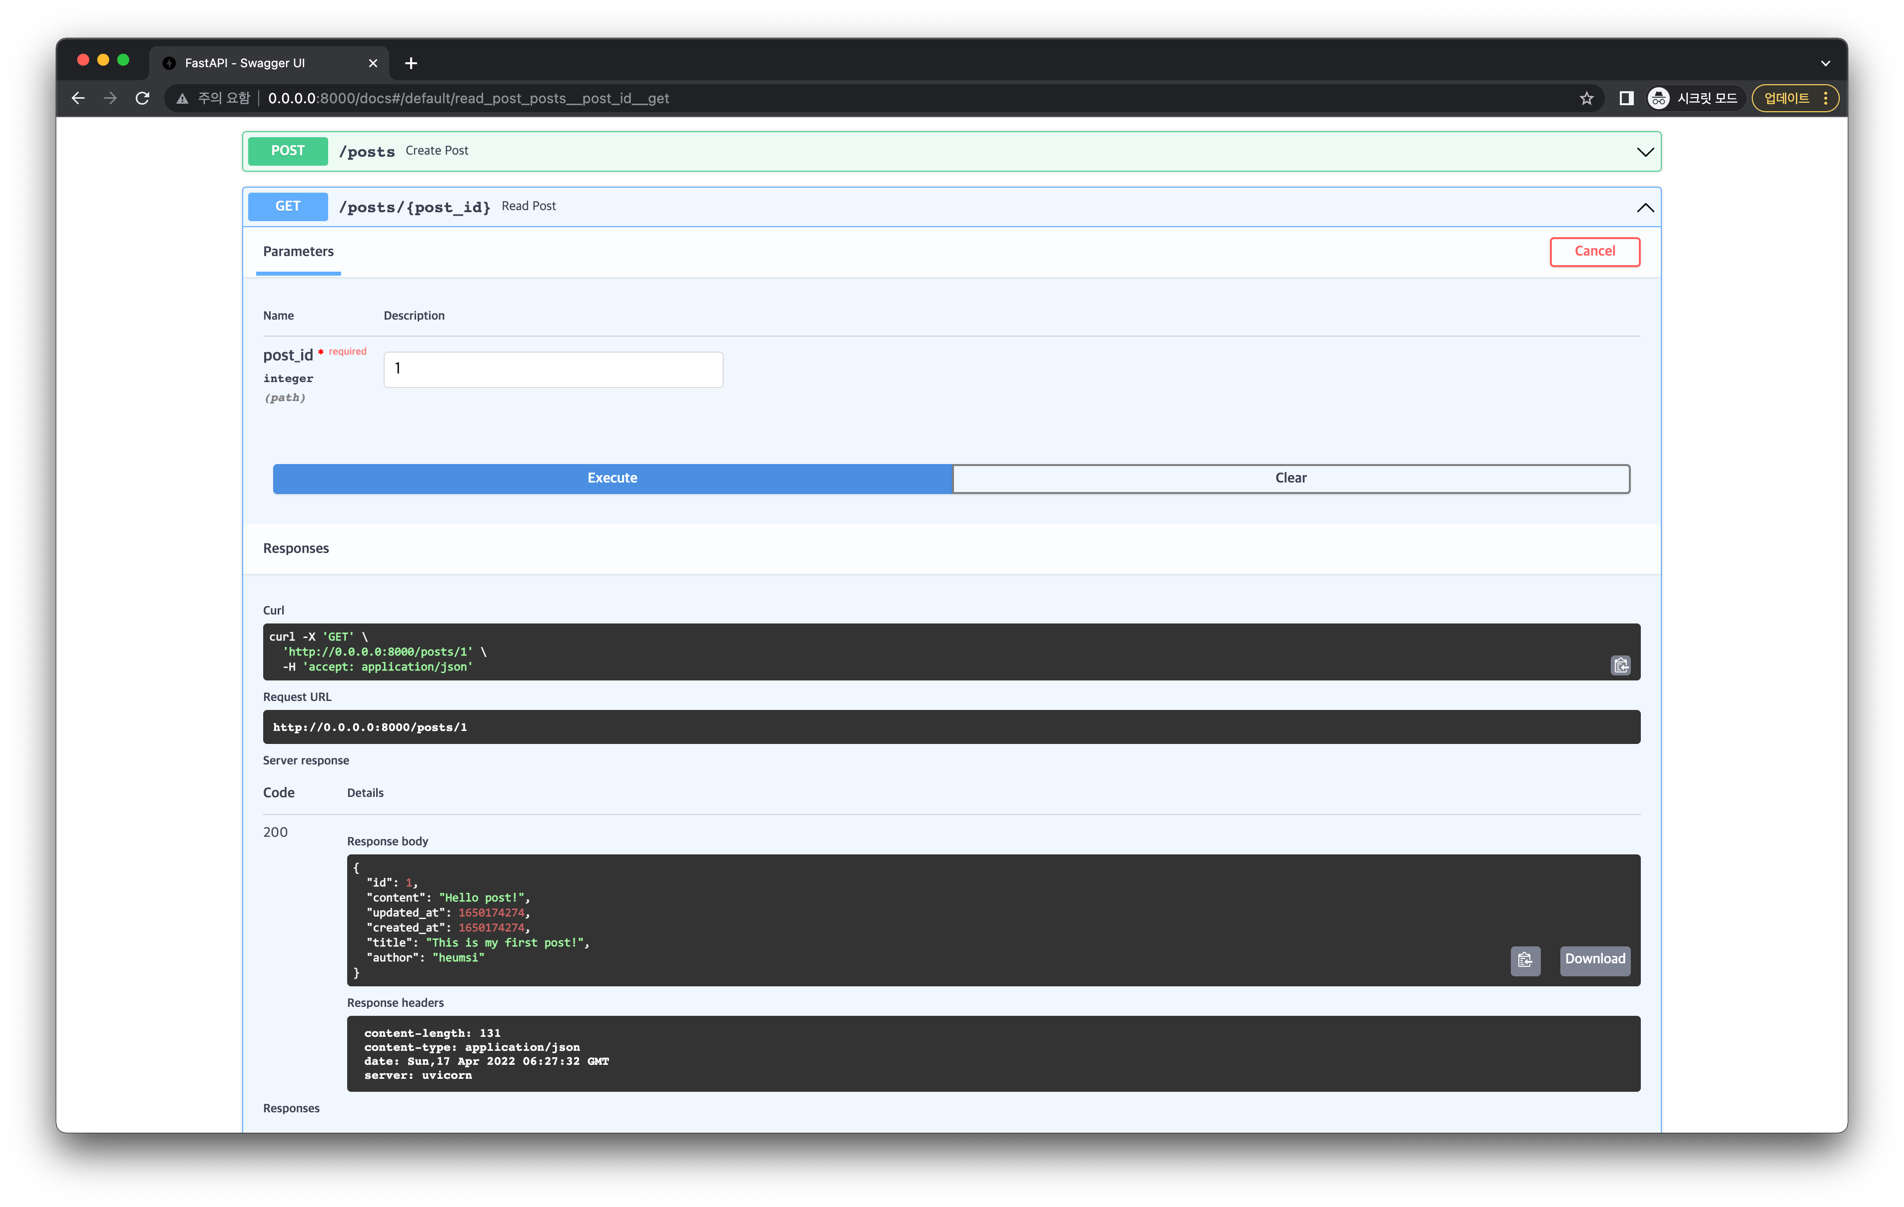 FastAPI - Swagger UI
주의 요함 0.0.0.0:8000/docs#/default/read_post_posts__post_id__get
시크릿 모드
업데이트
POST /posts Create Post
GET /posts/{post_id} Read Post
Parameters
Cancel
Name Description
post_id * required
integer
(path)
1
Execute
Clear
Responses
Curl
curl -X 'GET' \
'http://0.0.0.0:8000/posts/1' \
-H 'accept: application/json'
Request URL
http://0.0.0.0:8000/posts/1
Server response
Code Details
200
Response body
{
"id": 1,
"content": "Hello post!",
"updated_at": 1650174274,
"created_at": 1650174274,
"title": "This is my first post!",
"author": "heumsi"
}
Download
Response headers
content-length: 131
content-type: application/json
date: Sun,17 Apr 2022 06:27:32 GMT
server: uvicorn
Responses